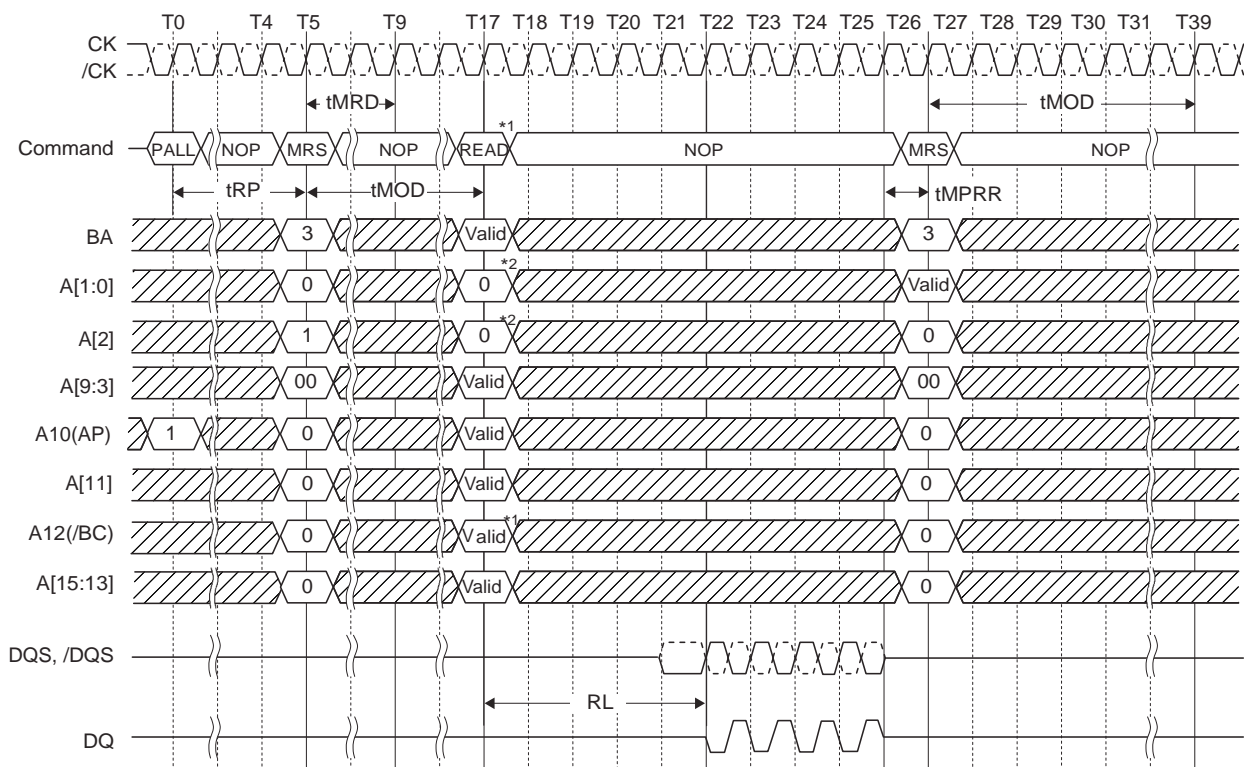 T0 T4 T5 T9 T17 T18 T19 T20 T21 T22 T23 T24 T25 T26 T27 T28 T29 T30 T31 T39
CK
/CK
tMRD tMOD
Command PALL NOP MRS NOP READ *1 NOP MRS NOP
tRP tMOD tMPRR
BA 3 Valid 3
A[1:0] 0 0 *2 Valid
A[2] 1 0 *2 0
A[9:3] 00 Valid 00
A10(AP) 1 0 Valid 0
A[11] 0 Valid 0
A12(/BC) 0 Valid *1 0
A[15:13] 0 Valid 0
DQS, /DQS
RL
DQ